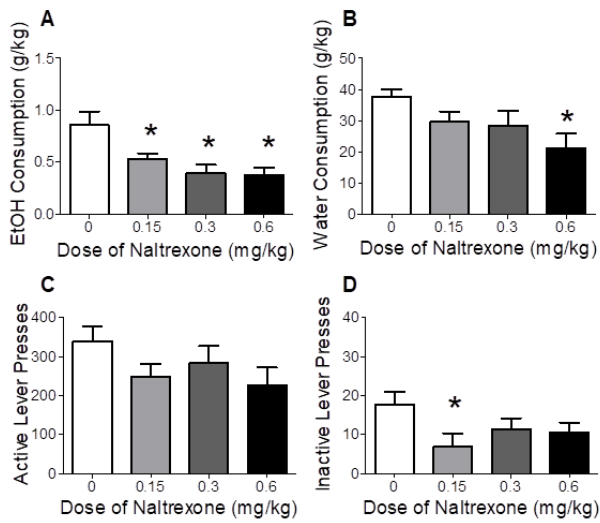 A
EtOH Consumption (g/kg)
1.5
1.0
0.5
0.0
* * *
0 0.15 0.3 0.6
Dose of Naltrexone (mg/kg)
B
Water Consumption (g/kg)
50
40
30
20
10
0
*
0 0.15 0.3 0.6
Dose of Naltrexone (mg/kg)
C
Active Lever Presses
400
300
200
100
0
0 0.15 0.3 0.6
Dose of Naltrexone (mg/kg)
D
Inactive Lever Presses
40
30
20
10
0
*
0 0.15 0.3 0.6
Dose of Naltrexone (mg/kg)